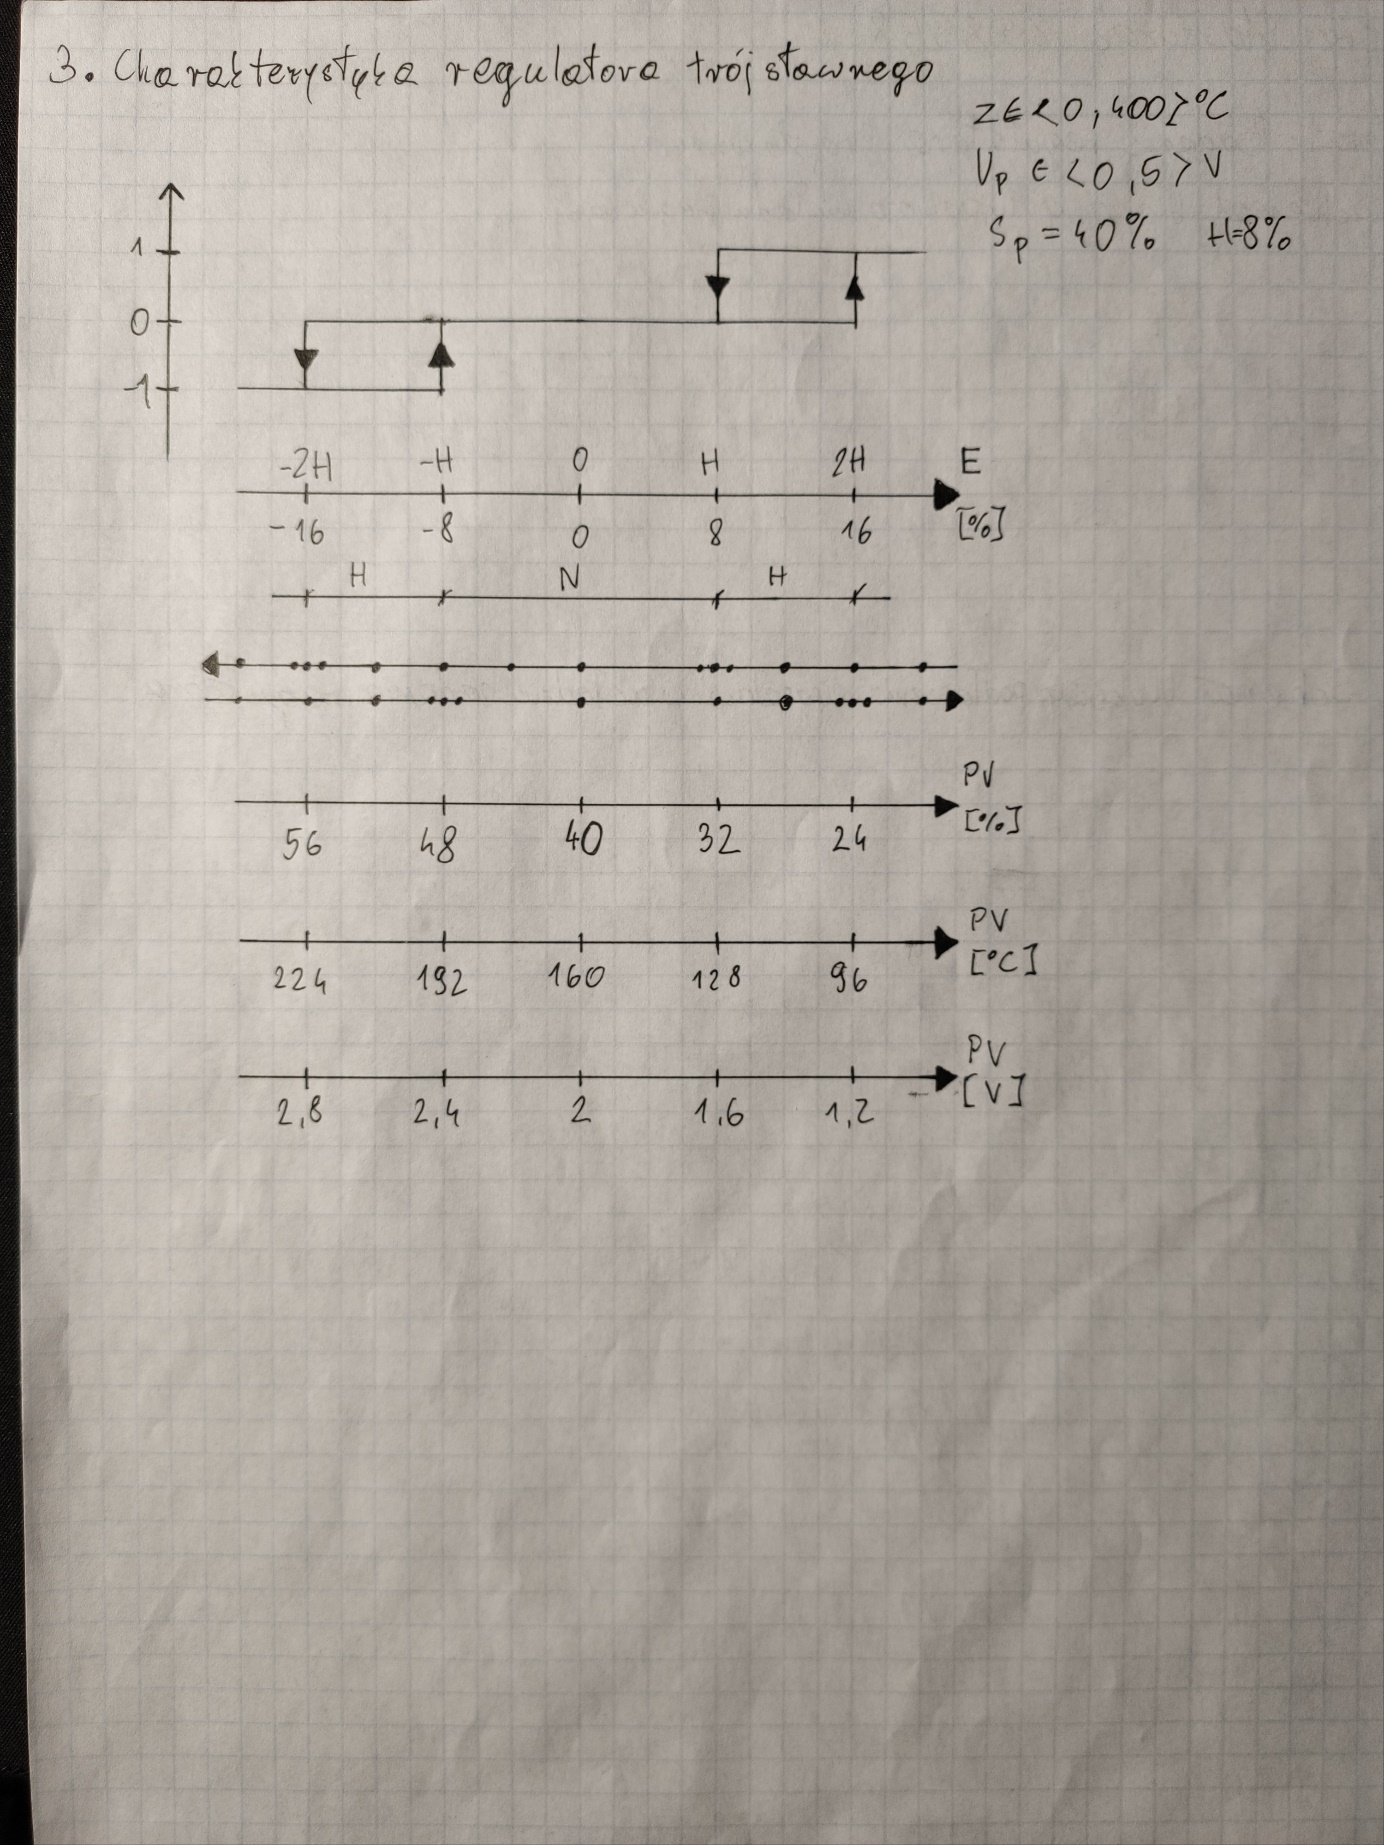 3. Charakterystyka regulatora trójstawnego
Z ∈ <0, 400> °C
Up ∈ <0, 5> V
Sp = 40% H=8%
1
0
-1
-2H -H 0 H 2H E
-16 -8 0 8 16 [%]
H N H
PV
56 48 40 32 24 [%]
PV
224 192 160 128 96 [°C]
PV
2,8 2,4 2 1,6 1,2 [V]